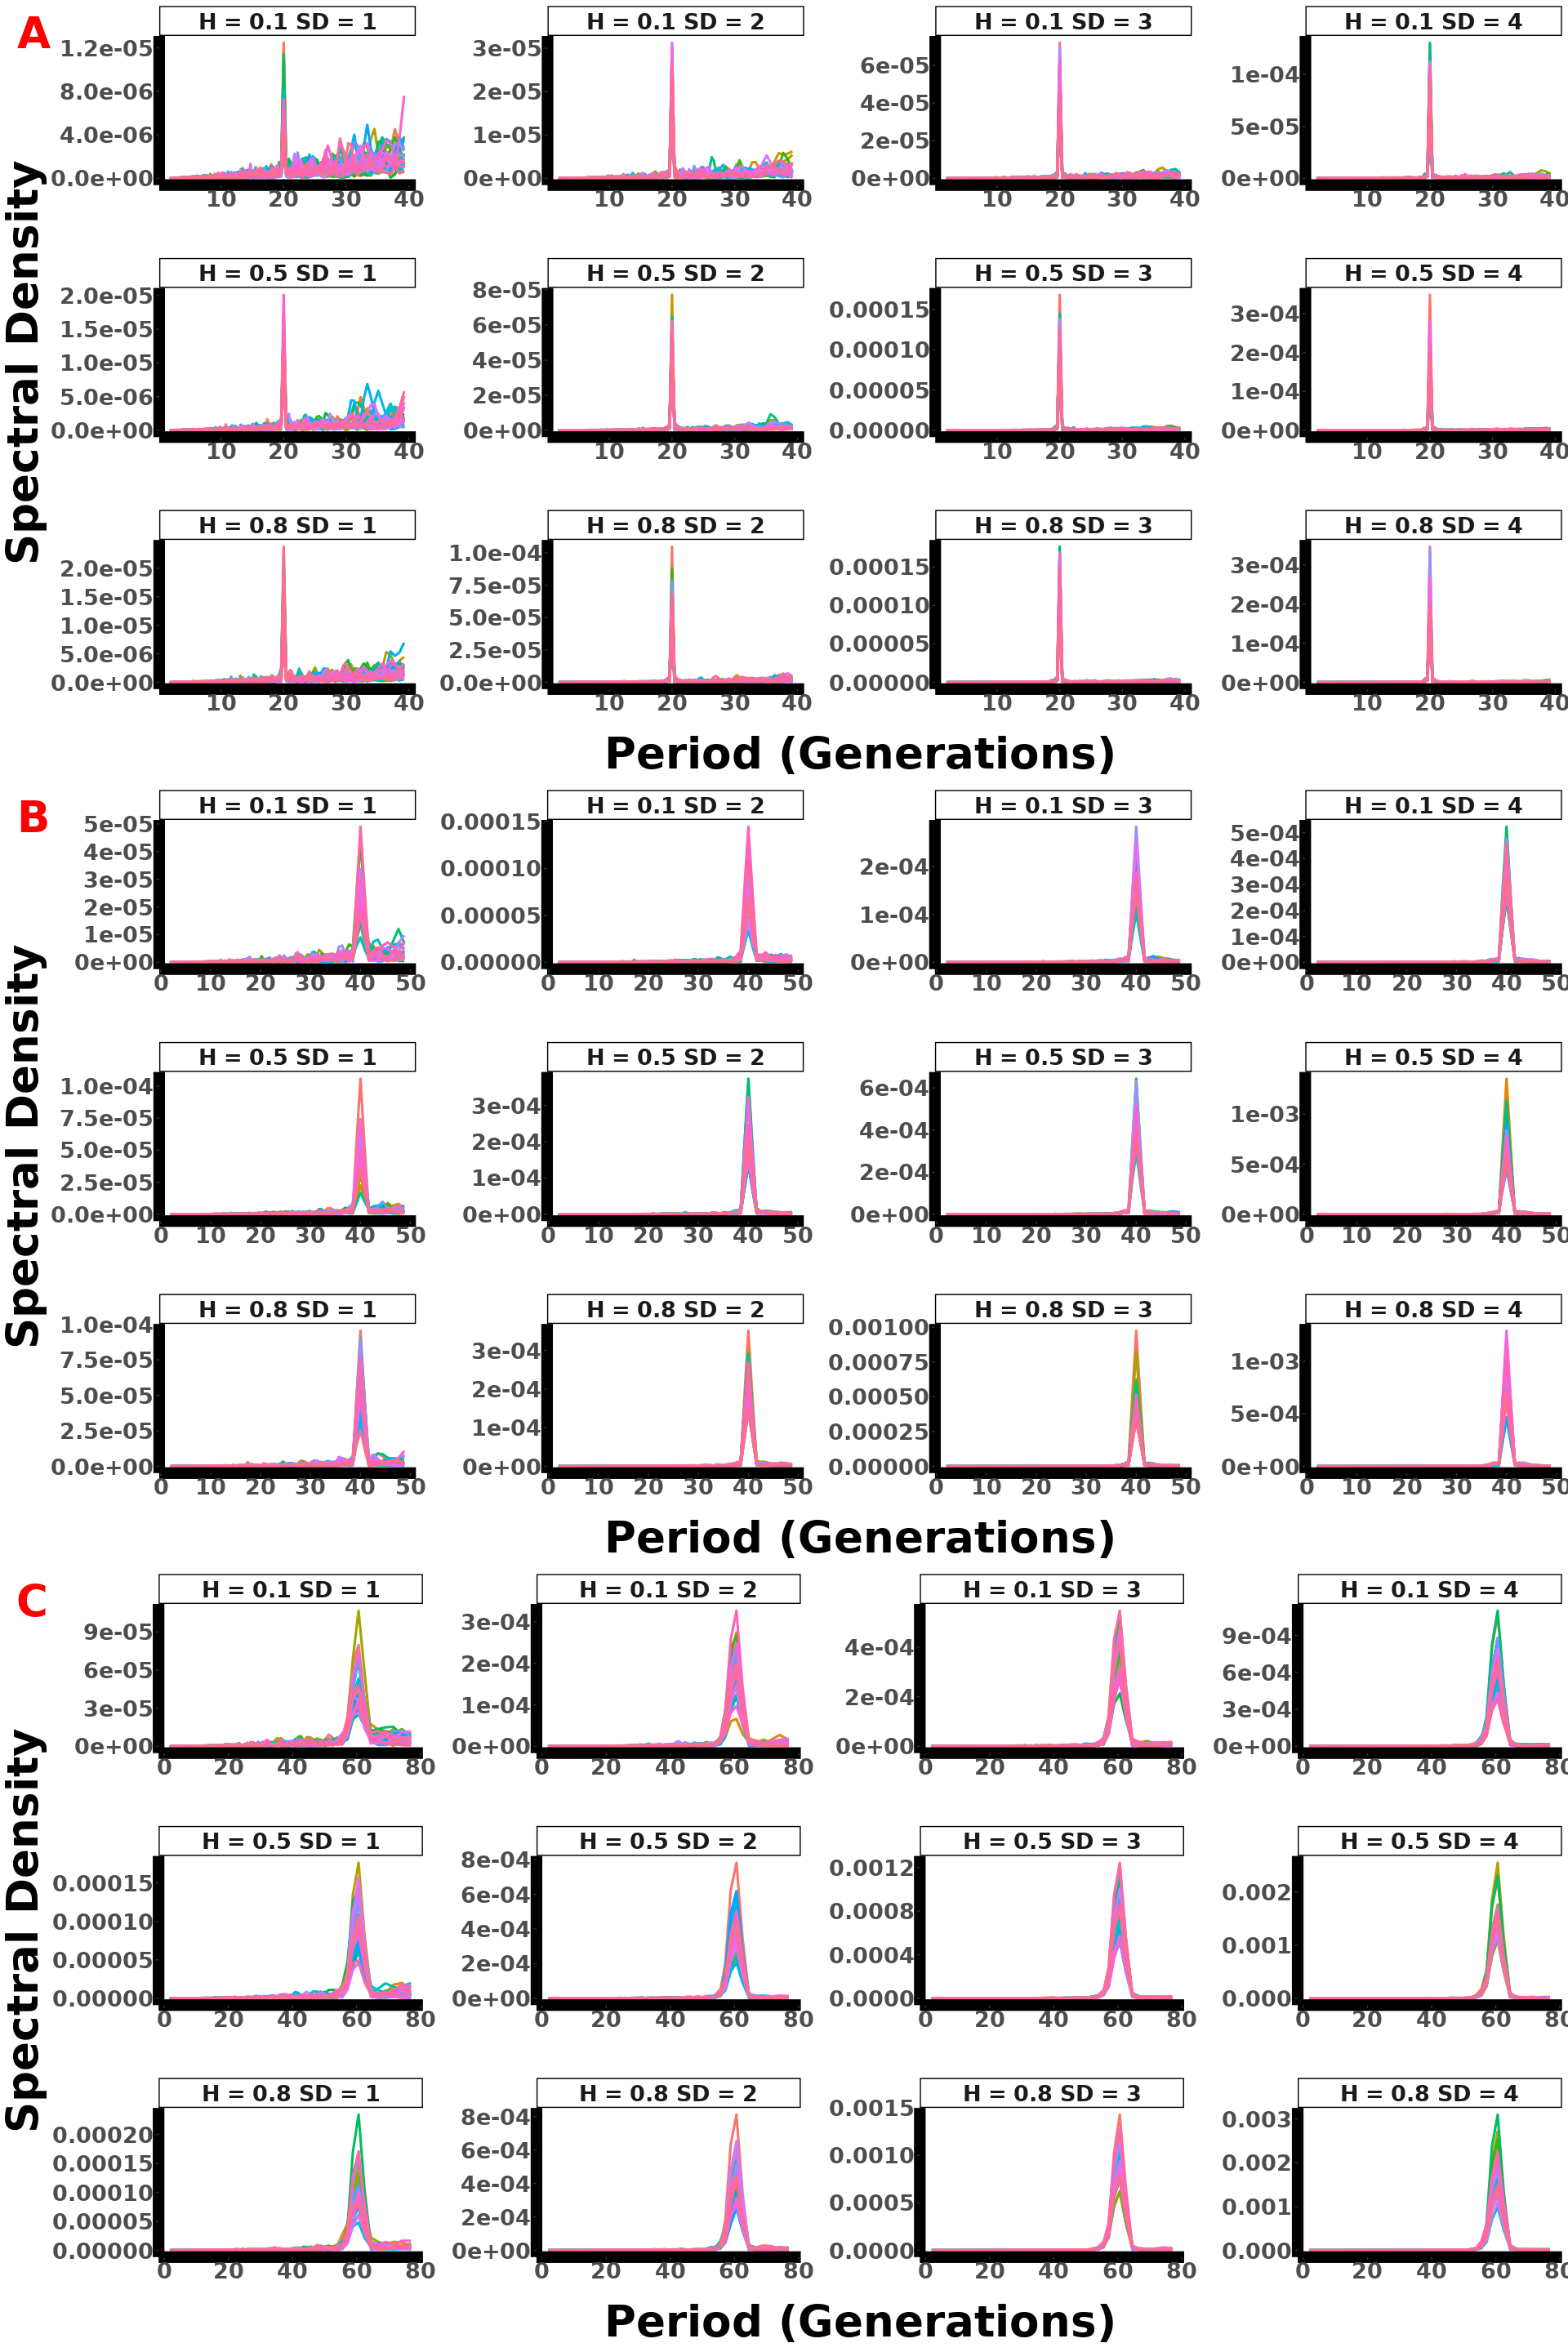 A
H = 0.1 SD = 1
H = 0.1 SD = 2
H = 0.1 SD = 3
H = 0.1 SD = 4
1.2e-05
8.0e-06
4.0e-06
0.0e+00
3e-05
2e-05
1e-05
0e+00
6e-05
4e-05
2e-05
0e+00
1e-04
5e-05
0e+00
10 20 30 40
10 20 30 40
10 20 30 40
10 20 30 40
Spectral Density
H = 0.5 SD = 1
H = 0.5 SD = 2
H = 0.5 SD = 3
H = 0.5 SD = 4
2.0e-05
1.5e-05
1.0e-05
5.0e-06
0.0e+00
8e-05
6e-05
4e-05
2e-05
0e+00
0.00015
0.00010
0.00005
0.00000
3e-04
2e-04
1e-04
0e+00
10 20 30 40
10 20 30 40
10 20 30 40
10 20 30 40
H = 0.8 SD = 1
H = 0.8 SD = 2
H = 0.8 SD = 3
H = 0.8 SD = 4
2.0e-05
1.5e-05
1.0e-05
5.0e-06
0.0e+00
1.0e-04
7.5e-05
5.0e-05
2.5e-05
0.0e+00
0.00015
0.00010
0.00005
0.00000
3e-04
2e-04
1e-04
0e+00
10 20 30 40
10 20 30 40
10 20 30 40
10 20 30 40
Period (Generations)
B
H = 0.1 SD = 1
H = 0.1 SD = 2
H = 0.1 SD = 3
H = 0.1 SD = 4
5e-05
4e-05
3e-05
2e-05
1e-05
0e+00
0.00015
0.00010
0.00005
0.00000
2e-04
1e-04
0e+00
5e-04
4e-04
3e-04
2e-04
1e-04
0e+00
0 10 20 30 40 50
0 10 20 30 40 50
0 10 20 30 40 50
0 10 20 30 40 50
Spectral Density
H = 0.5 SD = 1
H = 0.5 SD = 2
H = 0.5 SD = 3
H = 0.5 SD = 4
1.0e-04
7.5e-05
5.0e-05
2.5e-05
0.0e+00
3e-04
2e-04
1e-04
0e+00
6e-04
4e-04
2e-04
0e+00
1e-03
5e-04
0e+00
0 10 20 30 40 50
0 10 20 30 40 50
0 10 20 30 40 50
0 10 20 30 40 50
H = 0.8 SD = 1
H = 0.8 SD = 2
H = 0.8 SD = 3
H = 0.8 SD = 4
1.0e-04
7.5e-05
5.0e-05
2.5e-05
0.0e+00
3e-04
2e-04
1e-04
0e+00
0.00100
0.00075
0.00050
0.00025
0.00000
1e-03
5e-04
0e+00
0 10 20 30 40 50
0 10 20 30 40 50
0 10 20 30 40 50
0 10 20 30 40 50
Period (Generations)
C
H = 0.1 SD = 1
H = 0.1 SD = 2
H = 0.1 SD = 3
H = 0.1 SD = 4
9e-05
6e-05
3e-05
0e+00
3e-04
2e-04
1e-04
0e+00
4e-04
2e-04
0e+00
9e-04
6e-04
3e-04
0e+00
0 20 40 60 80
0 20 40 60 80
0 20 40 60 80
0 20 40 60 80
Spectral Density
H = 0.5 SD = 1
H = 0.5 SD = 2
H = 0.5 SD = 3
H = 0.5 SD = 4
0.00015
0.00010
0.00005
0.00000
8e-04
6e-04
4e-04
2e-04
0e+00
0.0012
0.0008
0.0004
0.0000
0.002
0.001
0.000
0 20 40 60 80
0 20 40 60 80
0 20 40 60 80
0 20 40 60 80
H = 0.8 SD = 1
H = 0.8 SD = 2
H = 0.8 SD = 3
H = 0.8 SD = 4
0.00020
0.00015
0.00010
0.00005
0.00000
8e-04
6e-04
4e-04
2e-04
0e+00
0.0015
0.0010
0.0005
0.0000
0.003
0.002
0.001
0.000
0 20 40 60 80
0 20 40 60 80
0 20 40 60 80
0 20 40 60 80
Period (Generations)